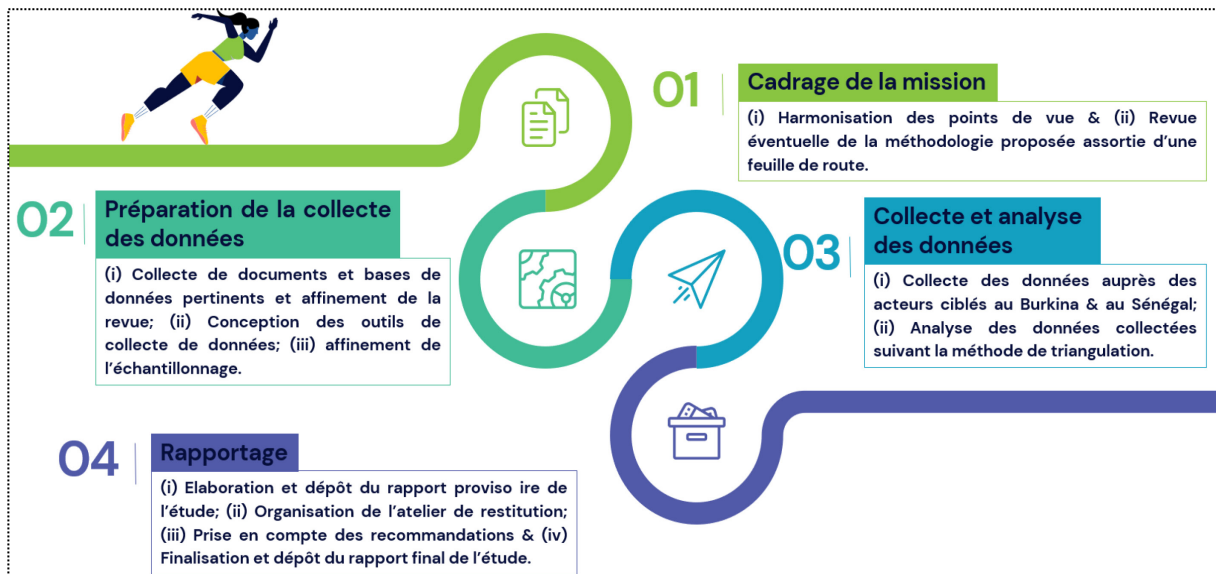 01
Cadrage de la mission
(i) Harmonisation des points de vue & (ii) Revue
éventuelle de la méthodologie proposée assortie d'une
feuille de route.
02
Préparation de la collecte
des données
(i) Collecte de documents et bases de
données pertinents et affinement de la
revue; (ii) Conception des outils de
collecte de données; (iii) affinement de
l'échantillonnage.
03
Collecte et analyse
des données
(i) Collecte des données auprès des
acteurs ciblés au Burkina & au Sénégal;
(ii) Analyse des données collectées
suivant la méthode de triangulation.
04
Rapportage
(i) Elaboration et dépôt du rapport proviso ire de
l'étude; (ii) Organisation de l'atelier de restitution;
(iii) Prise en compte des recommandations & (iv)
Finalisation et dépôt du rapport final de l'étude.